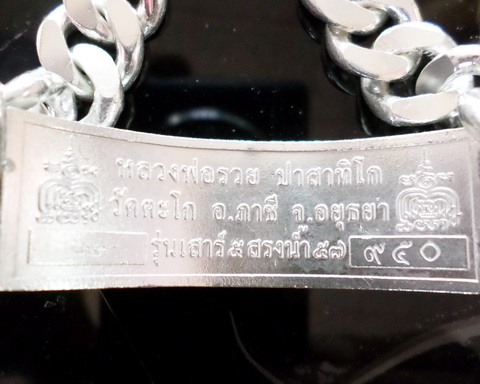 หลวงพ่อรวย ปาสาทิโก
วัดตะโก อ.ภาชี จ.อยุธยา
รุ่นเสาร์๕สรงน้ำ๕๗ ๙๕๐